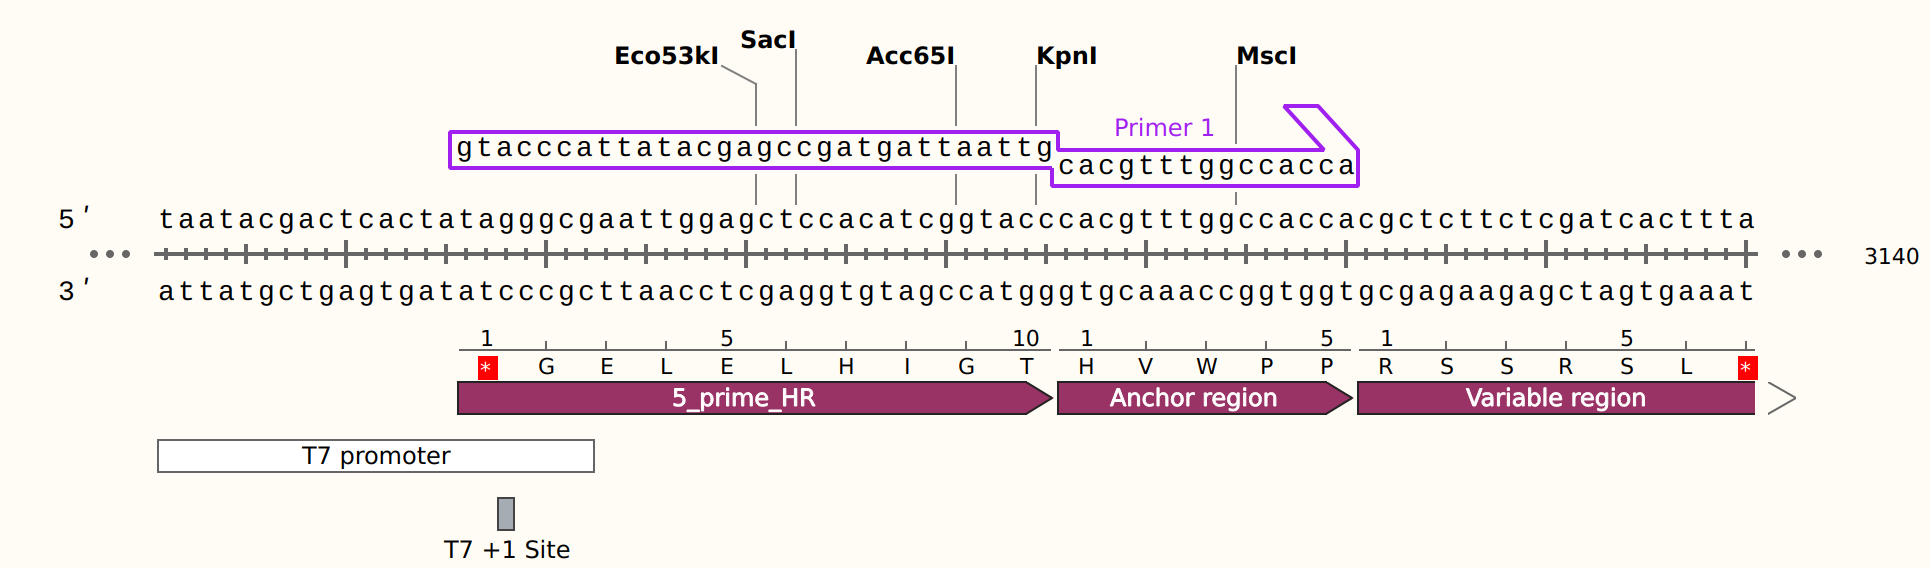 SacI
Eco53kI Acc65I KpnI MscI
Primer 1
gtacccattatacgagccgatgattaattg
cacgtttggccacca
5 ' taatacgactcactatagggcgaattggagctccacatcggtacccacgtttggccaccacgctcttctcgatcacttta
3140
3 ' attatgctgagtgatatcccgcttaacctcgaggtgtagccatgggtgcaaaccggtggtgcgagaagagctagtgaaat
1 5 10 1 5 1 5
* G E L E L H I G T H V W P P R S S R S L *
5_prime_HR Anchor region Variable region
T7 promoter
T7 +1 Site